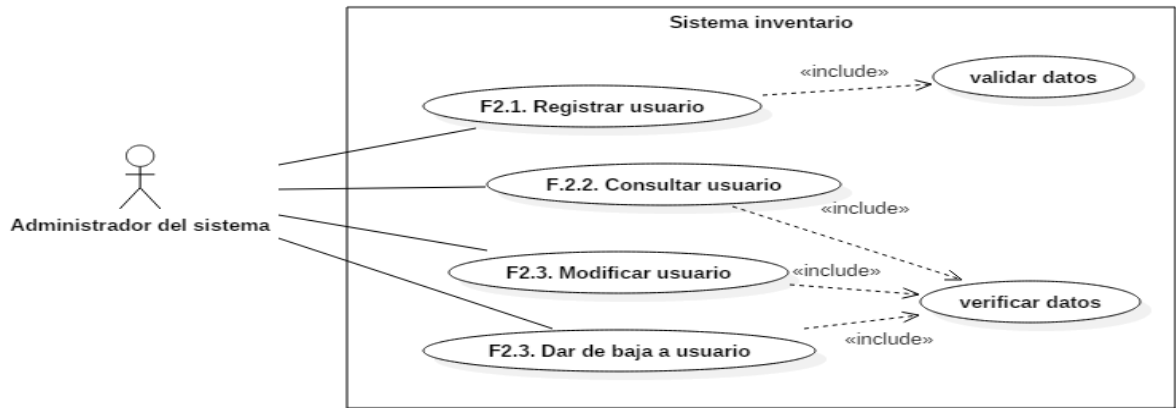 Sistema inventario
«include»
validar datos
F2.1. Registrar usuario
F.2.2. Consultar usuario
«include»
Administrador del sistema
F2.3. Modificar usuario
«include»
verificar datos
F2.3. Dar de baja a usuario
«include»